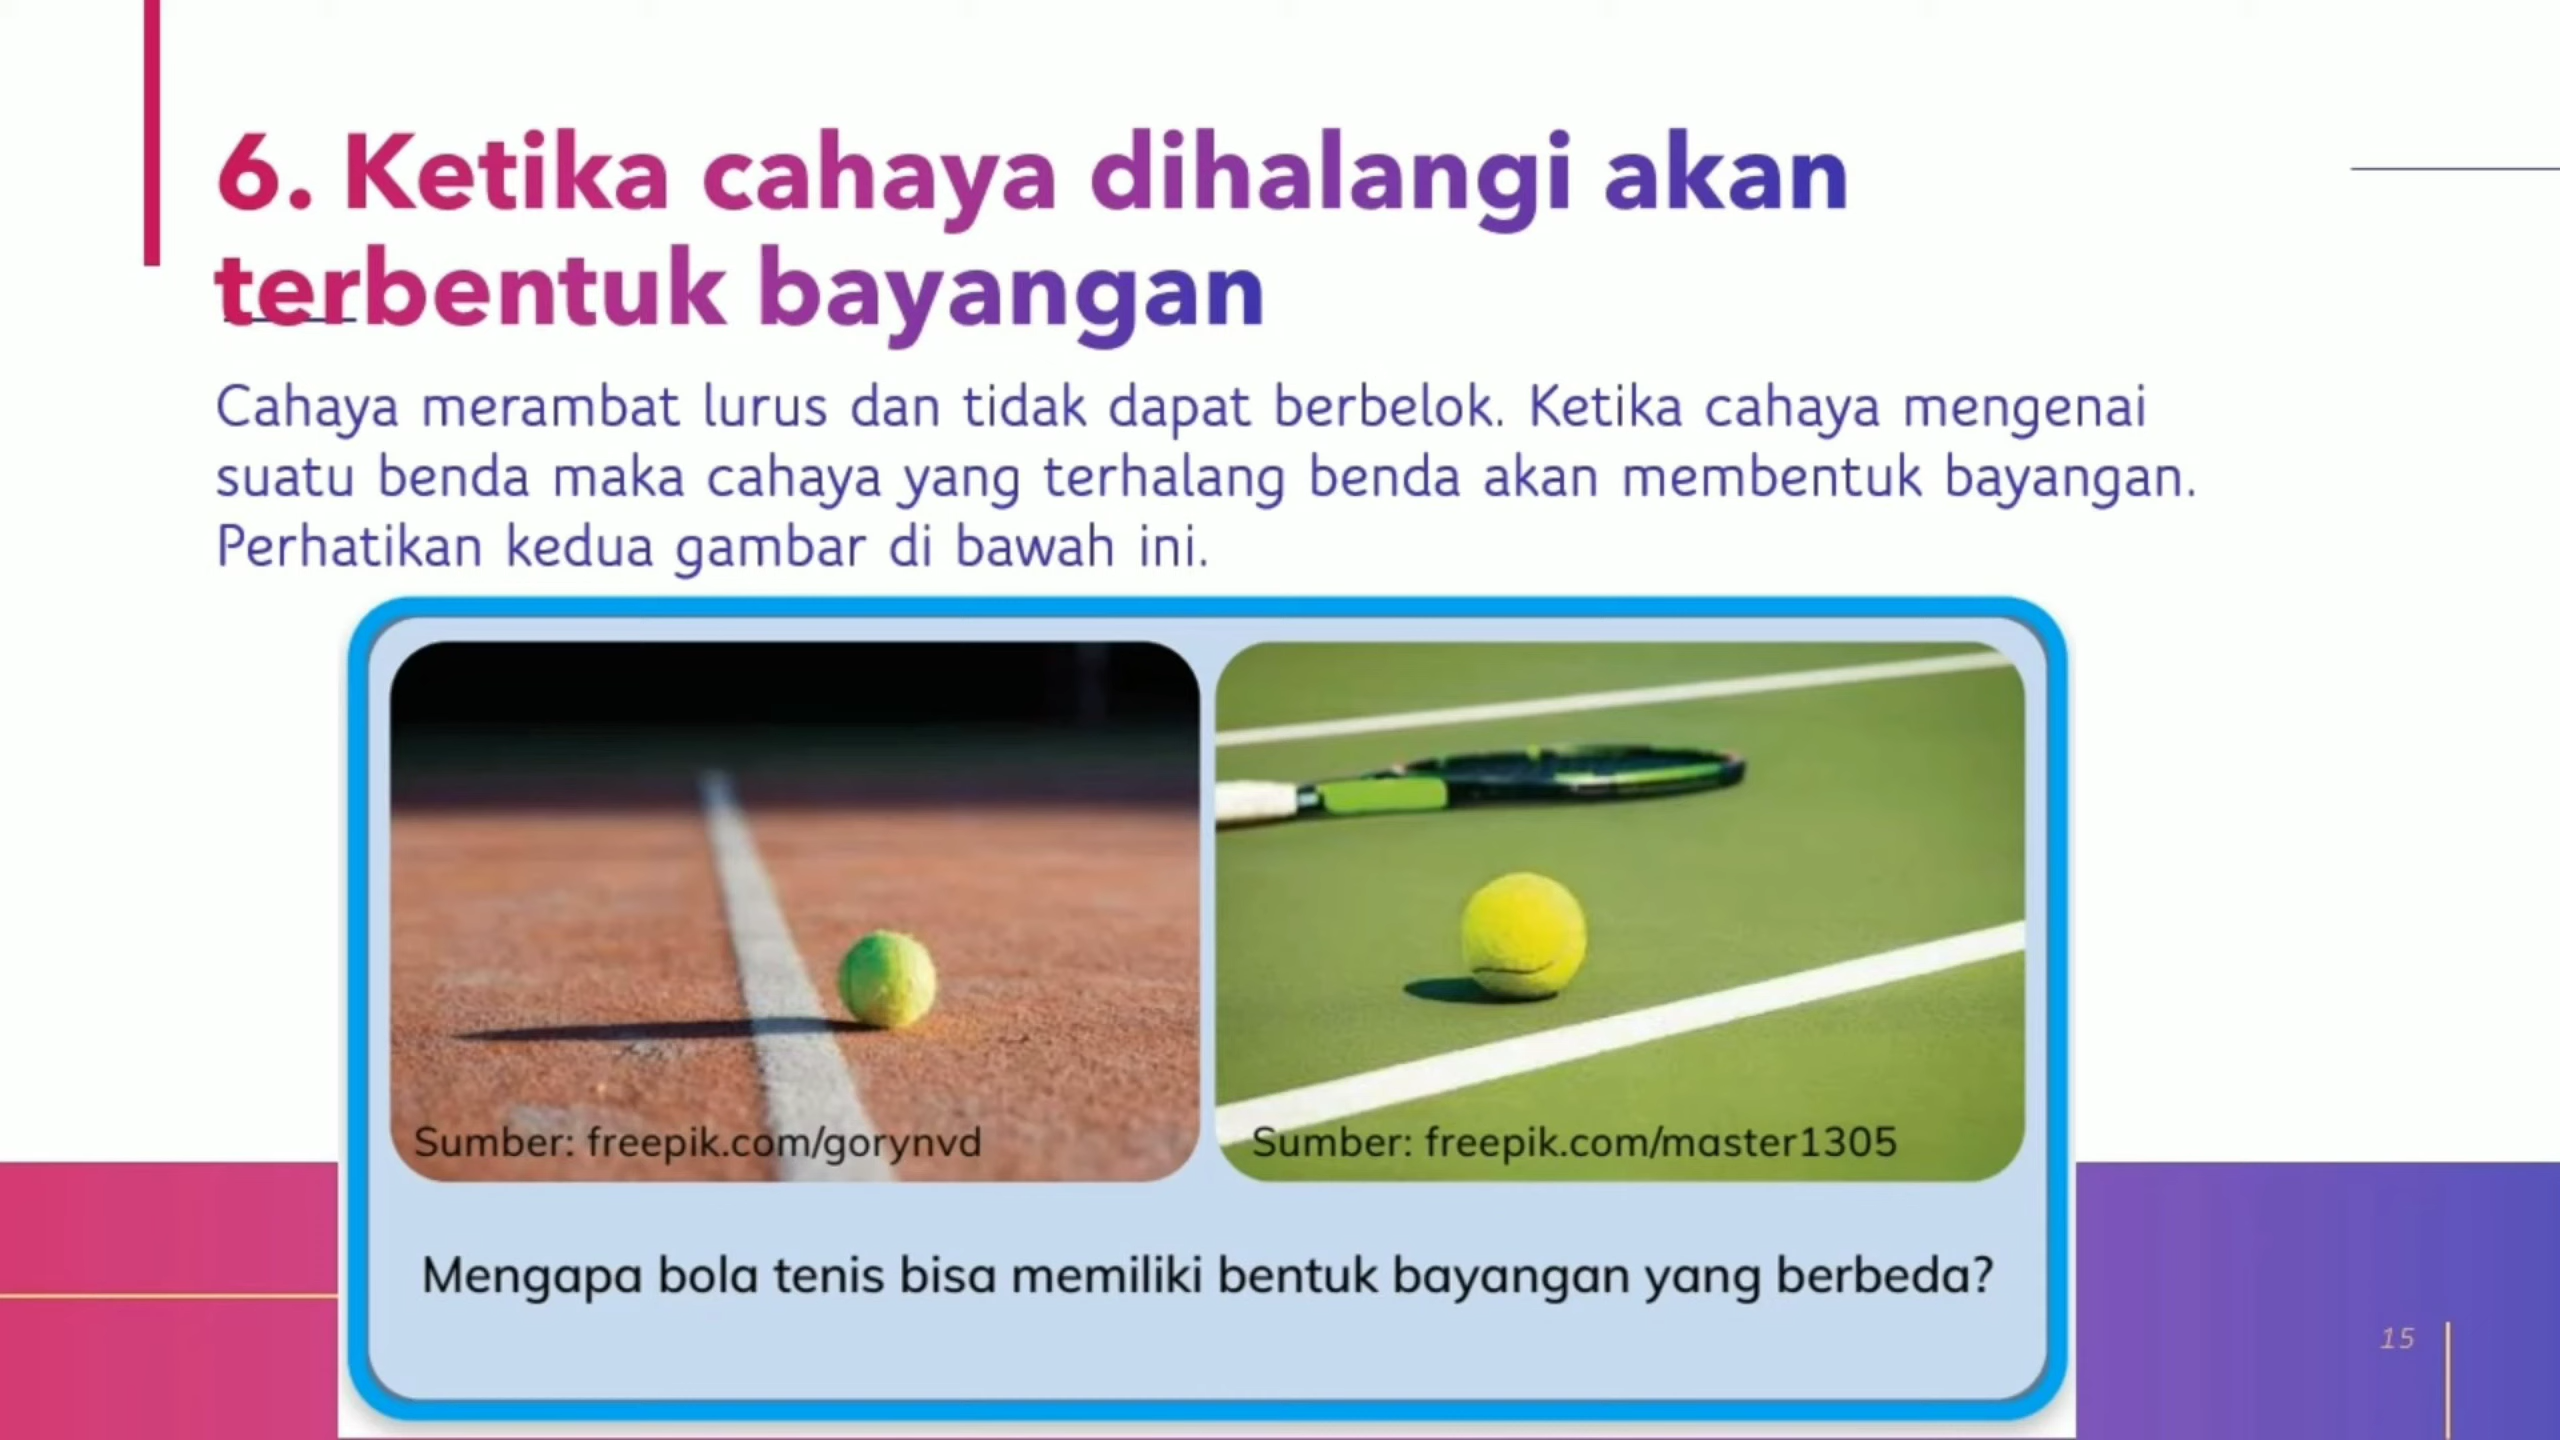 6. Ketika cahaya dihalangi akan
terbentuk bayangan
Cahaya merambat lurus dan tidak dapat berbelok. Ketika cahaya mengenai
suatu benda maka cahaya yang terhalang benda akan membentuk bayangan.
Perhatikan kedua gambar di bawah ini.
Sumber: freepik.com/gorynvd
Sumber: freepik.com/master1305
Mengapa bola tenis bisa memiliki bentuk bayangan yang berbeda?
15